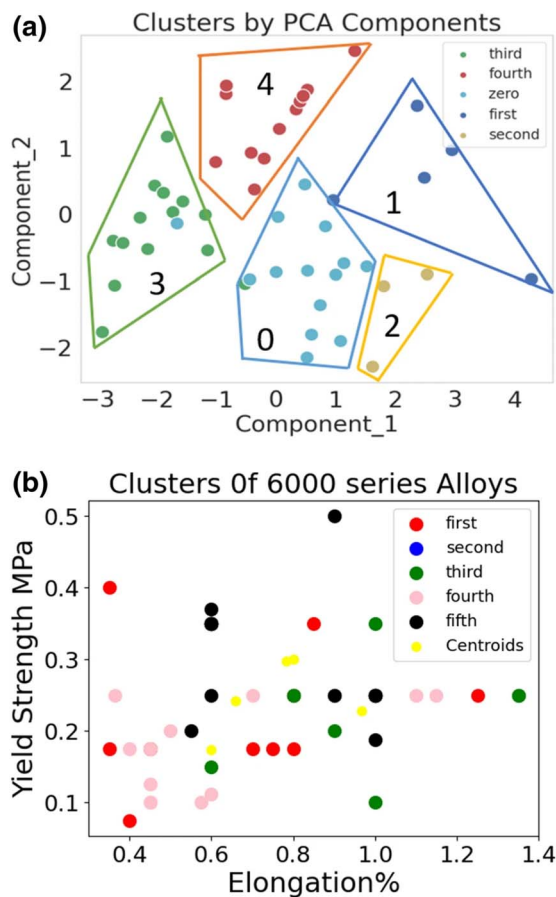 (a)
Clusters by PCA Components
third
fourth
zero
first
second
4
1
3
2
0
Component_2
2
1
0
−1
−2
−3 −2 −1 0 1 2 3 4
Component_1
(b)
Clusters 0f 6000 series Alloys
first
second
third
fourth
fifth
Centroids
Yield Strength MPa
0.5
0.4
0.3
0.2
0.1
0.4 0.6 0.8 1.0 1.2 1.4
Elongation%